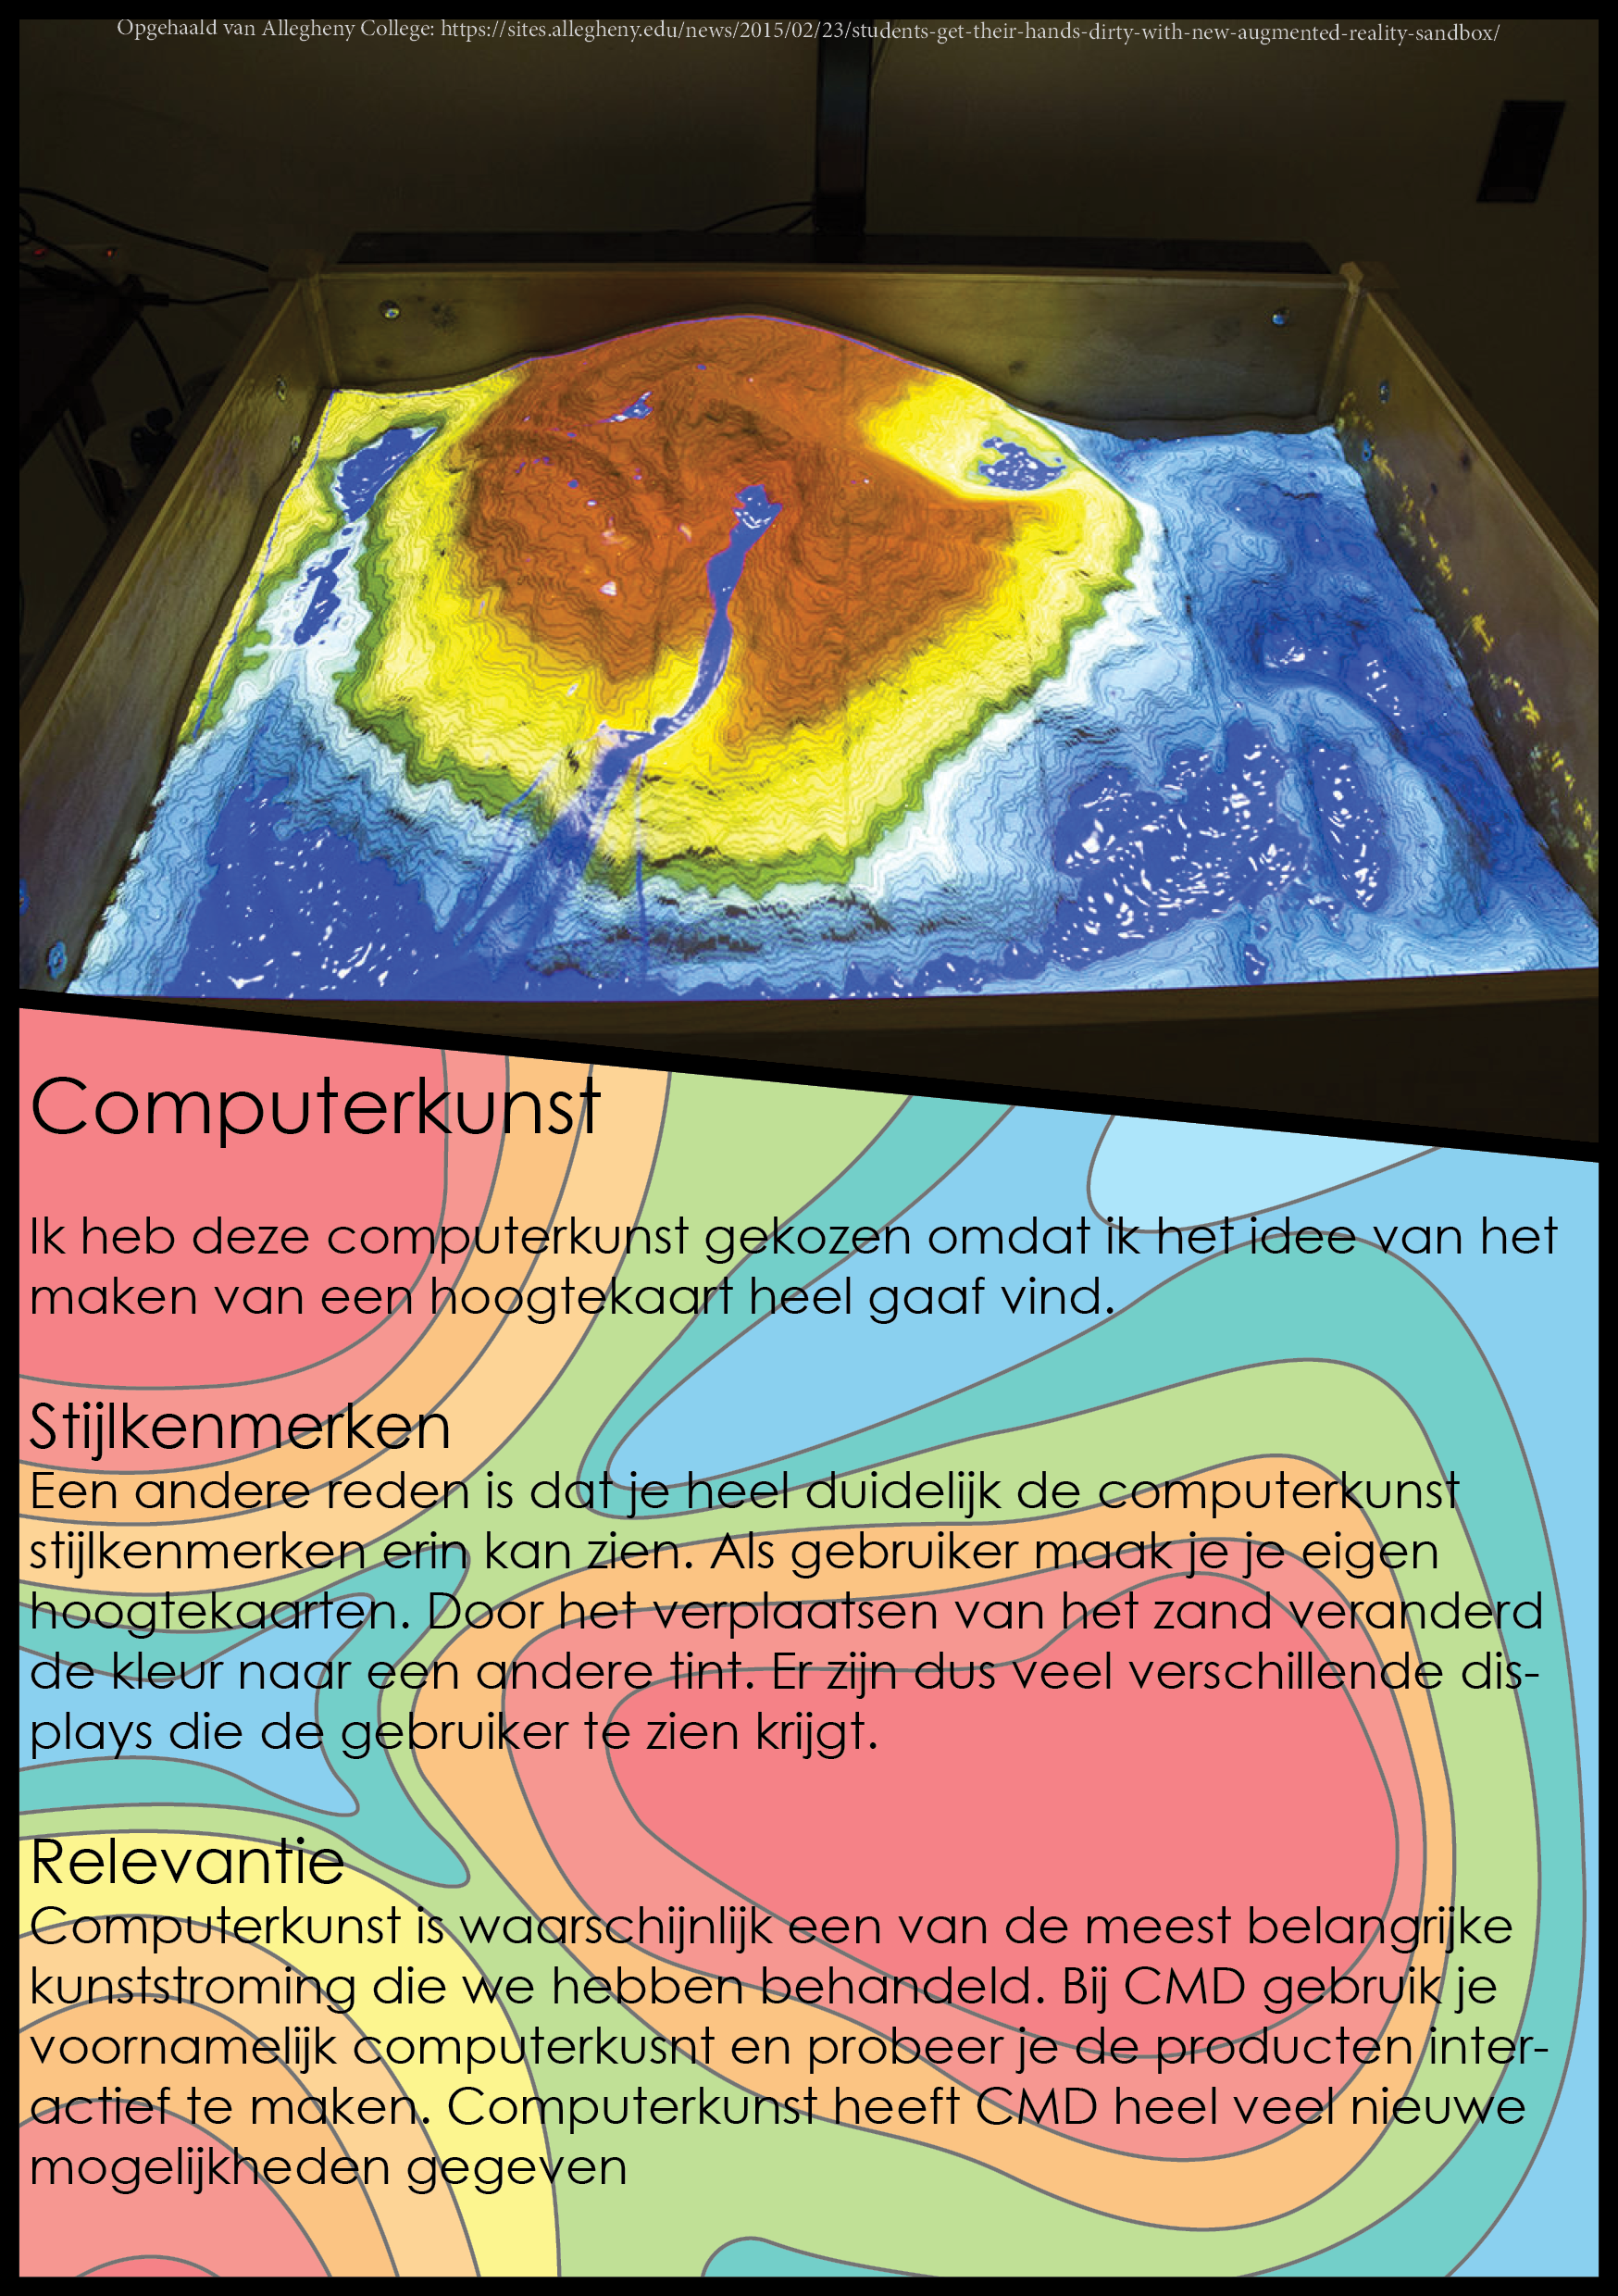 Opgehaald van Allegheny College: https://sites.allegheny.edu/news/2015/02/23/students-get-their-hands-dirty-with-new-augmented-reality-sandbox/
Computerkunst
Ik heb deze computerkunst gekozen omdat ik het idee van het
maken van een hoogtekaart heel gaaf vind.
Stijlkenmerken
Een andere reden is dat je heel duidelijk de computerkunst
stijlkenmerken erin kan zien. Als gebruiker maak je je eigen
hoogtekaarten. Door het verplaatsen van het zand veranderd
de kleur naar een andere tint. Er zijn dus veel verschillende dis-
plays die de gebruiker te zien krijgt.
Relevantie
Computerkunst is waarschijnlijk een van de meest belangrijke
kunststroming die we hebben behandeld. Bij CMD gebruik je
voornamelijk computerkusnt en probeer je de producten inter-
actief te maken. Computerkunst heeft CMD heel veel nieuwe
mogelijkheden gegeven